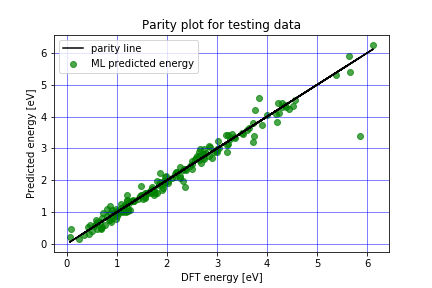 Parity plot for testing data
parity line
ML predicted energy
Predicted energy [eV]
6
5
4
3
2
1
0
0 1 2 3 4 5 6
DFT energy [eV]